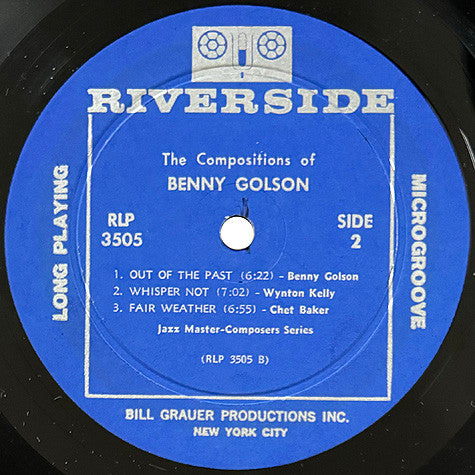 RIVERSIDE
The Compositions of
BENNY GOLSON
RLP
3505
SIDE
2
LONG PLAYING
MICROGROOVE
1. OUT OF THE PAST (6:22) – Benny Golson
2. WHISPER NOT (7:02) – Wynton Kelly
3. FAIR WEATHER (6:55) – Chet Baker
Jazz Master-Composers Series
(RLP 3505 B)
BILL GRAUER PRODUCTIONS INC.
NEW YORK CITY